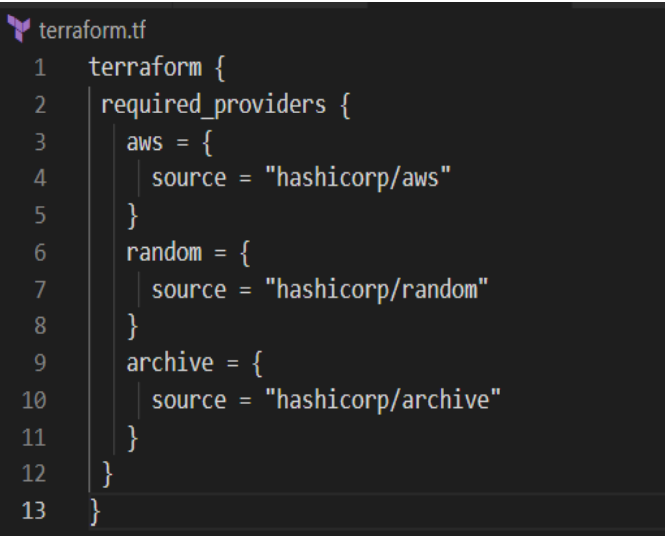 terraform.tf
1 terraform {
2 required_providers {
3 aws = {
4 source = "hashicorp/aws"
5 }
6 random = {
7 source = "hashicorp/random"
8 }
9 archive = {
10 source = "hashicorp/archive"
11 }
12 }
13 }